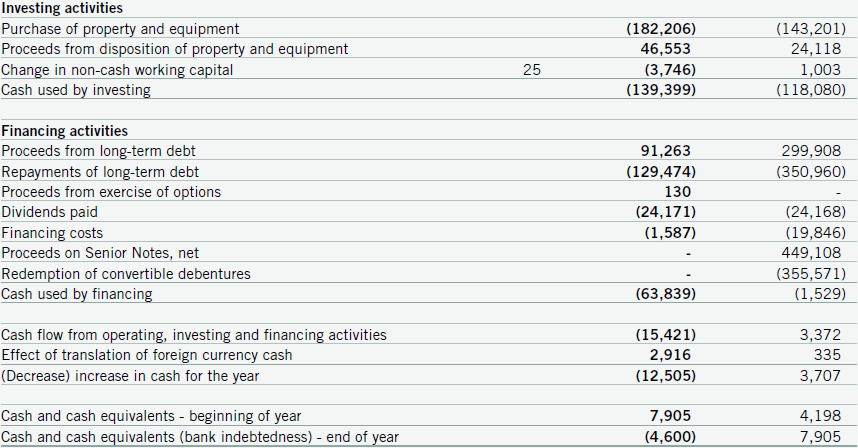 Investing activities
Purchase of property and equipment (182,206) (143,201)
Proceeds from disposition of property and equipment 46,553 24,118
Change in non-cash working capital 25 (3,746) 1,003
Cash used by investing (139,399) (118,080)
Financing activities
Proceeds from long-term debt 91,263 299,908
Repayments of long-term debt (129,474) (350,960)
Proceeds from exercise of options 130 -
Dividends paid (24,171) (24,168)
Financing costs (1,587) (19,846)
Proceeds on Senior Notes, net - 449,108
Redemption of convertible debentures - (355,571)
Cash used by financing (63,839) (1,529)
Cash flow from operating, investing and financing activities (15,421) 3,372
Effect of translation of foreign currency cash 2,916 335
(Decrease) increase in cash for the year (12,505) 3,707
Cash and cash equivalents - beginning of year 7,905 4,198
Cash and cash equivalents (bank indebtedness) - end of year (4,600) 7,905